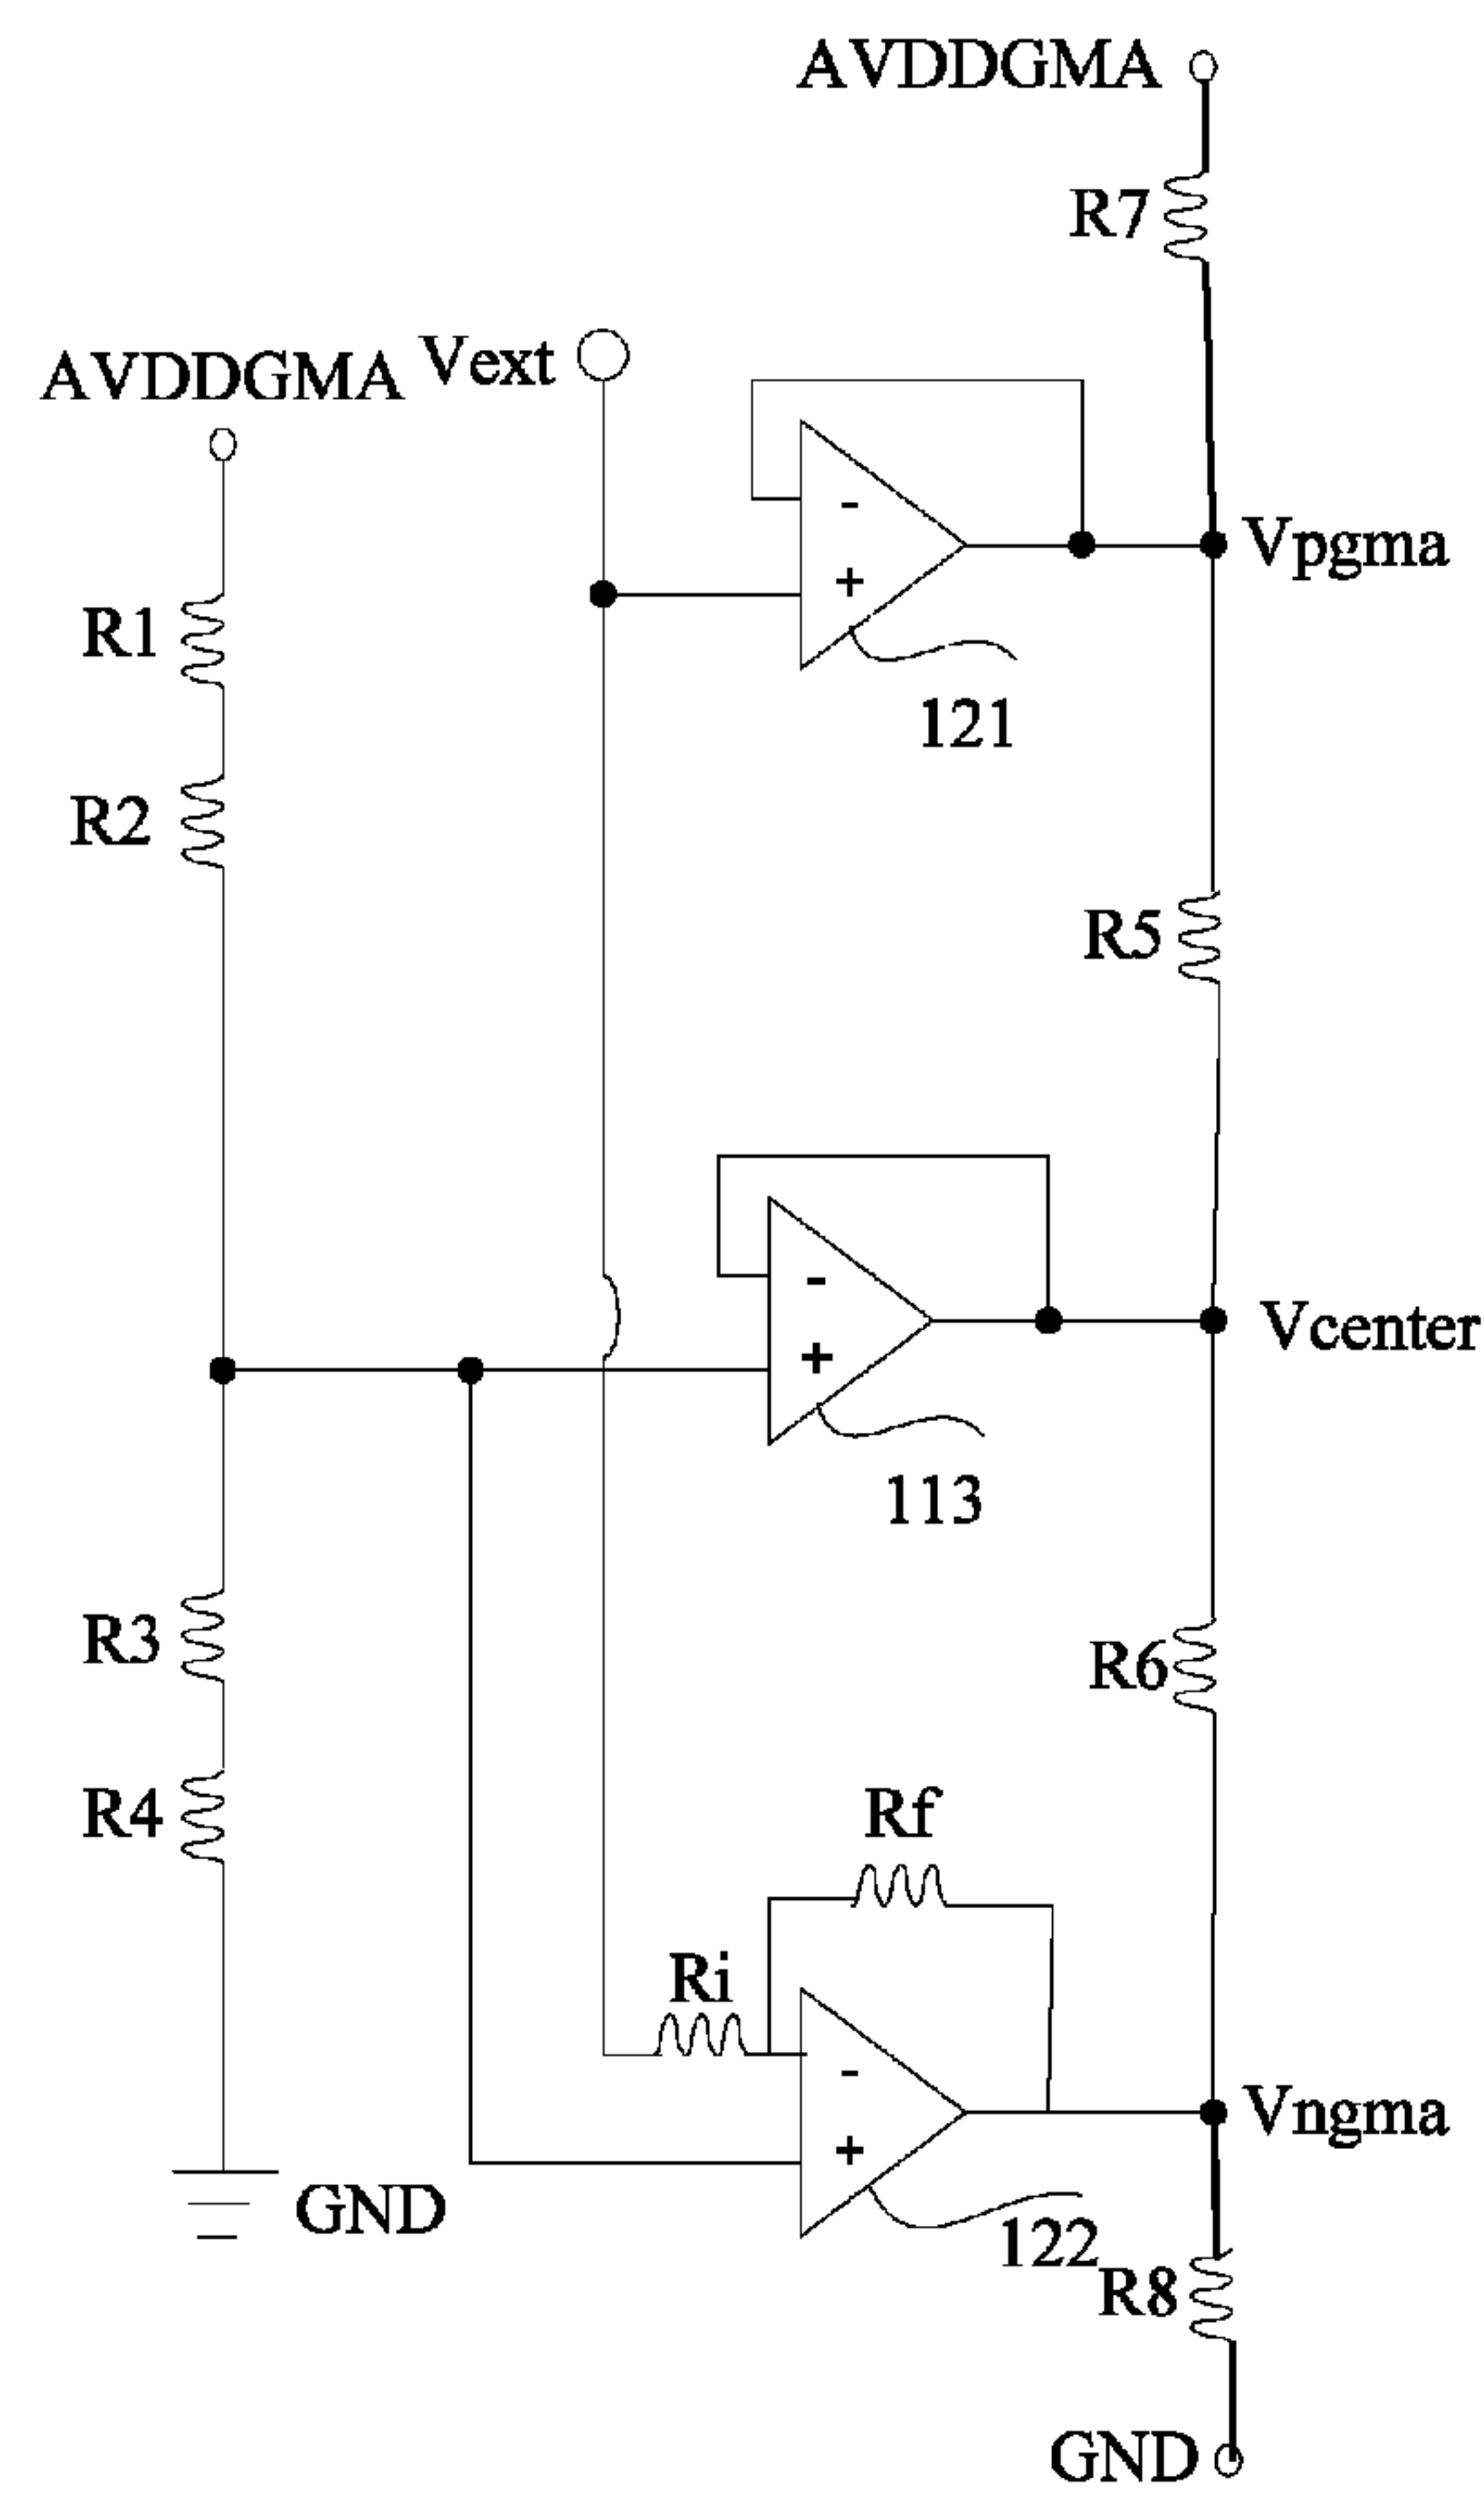 AVDDGMA
R7
AVDDGMA
Vext
-
+
Vpgma
121
R1
R2
R5
-
+
Vcenter
113
R3
R6
R4
Rf
Ri
-
+
Vngma
GND
122
R8
GND